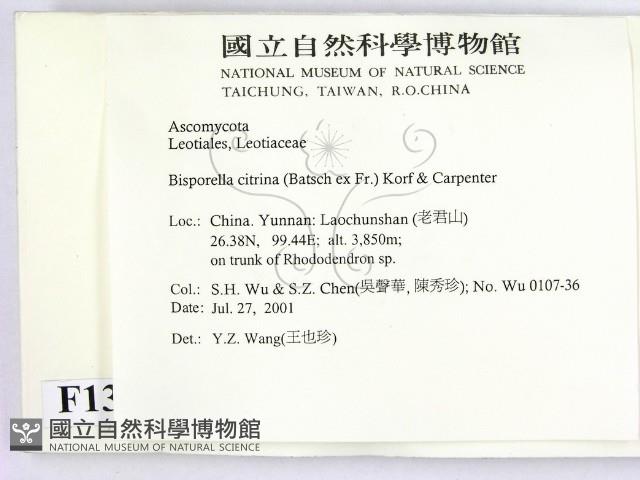 國立自然科學博物館
NATIONAL MUSEUM OF NATURAL SCIENCE
TAICHUNG, TAIWAN, R.O.CHINA
Ascomycota
Leotiales, Leotiaceae
Bisporella citrina (Batsch ex Fr.) Korf & Carpenter
Loc.: China. Yunnan: Laochunshan (老君山)
26.38N, 99.44E; alt. 3,850m;
on trunk of Rhododendron sp.
Col.: S.H. Wu & S.Z. Chen(吳聲華, 陳秀珍); No. Wu 0107-36
Date: Jul. 27, 2001
Det.: Y.Z. Wang(王也珍)
F13
國立自然科學博物館
NATIONAL MUSEUM OF NATURAL SCIENCE